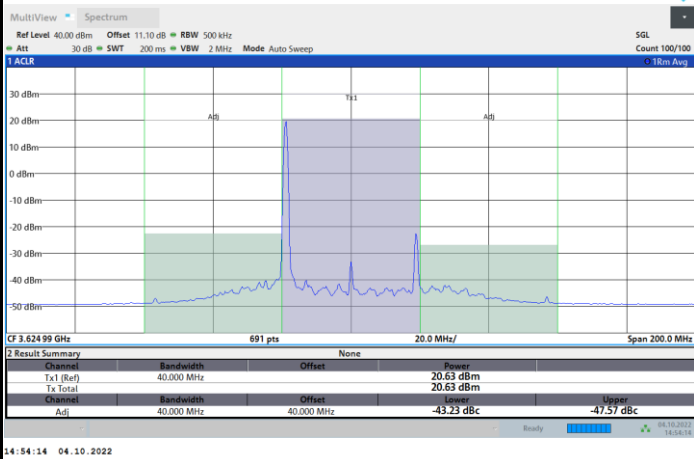 MultiView Spectrum
Ref Level 40.00 dBm Offset 11.10 dB RBW 500 kHz SGL
Att 30 dB SWT 200 ms VBW 2 MHz Mode Auto Sweep Count 100/100
1 ACLR 1Rm Avg
30 dBm
Tx1
20 dBm
Adj Adj
10 dBm
0 dBm
-10 dBm
-20 dBm
-30 dBm
-40 dBm
-50 dBm
CF 3.624 99 GHz 691 pts 20.0 MHz/ Span 200.0 MHz
2 Result Summary None
Channel Bandwidth Offset Power
Tx1 (Ref) 40.000 MHz 20.63 dBm
Tx Total 20.63 dBm
Channel Bandwidth Offset Lower Upper
Adj 40.000 MHz 40.000 MHz -43.23 dBc -47.57 dBc
Ready 04.10.2022
14:54:14
14:54:14 04.10.2022